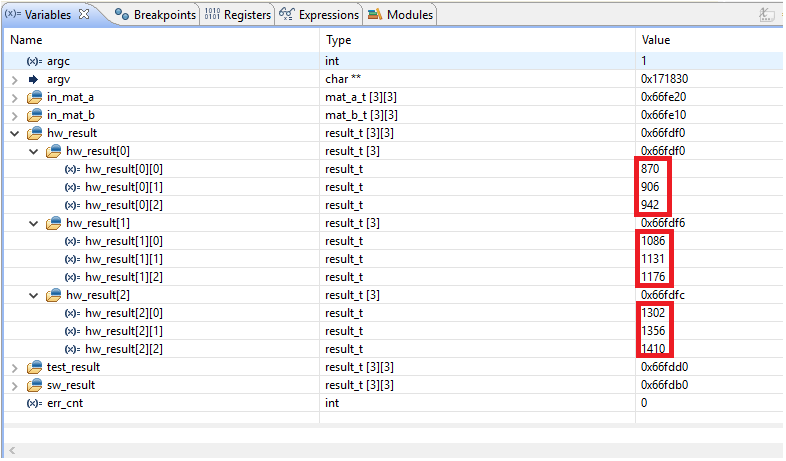 (x)= Variables Breakpoints 1010 0101 Registers Expressions Modules
Name Type Value
(x)= argc int 1
argv char ** 0x171830
in_mat_a mat_a_t [3][3] 0x66fe20
in_mat_b mat_b_t [3][3] 0x66fe10
hw_result result_t [3][3] 0x66fdf0
hw_result[0] result_t [3] 0x66fdf0
(x)= hw_result[0][0] result_t 870
(x)= hw_result[0][1] result_t 906
(x)= hw_result[0][2] result_t 942
hw_result[1] result_t [3] 0x66fdf6
(x)= hw_result[1][0] result_t 1086
(x)= hw_result[1][1] result_t 1131
(x)= hw_result[1][2] result_t 1176
hw_result[2] result_t [3] 0x66fdfc
(x)= hw_result[2][0] result_t 1302
(x)= hw_result[2][1] result_t 1356
(x)= hw_result[2][2] result_t 1410
test_result result_t [3][3] 0x66fdd0
sw_result result_t [3][3] 0x66fdb0
(x)= err_cnt int 0